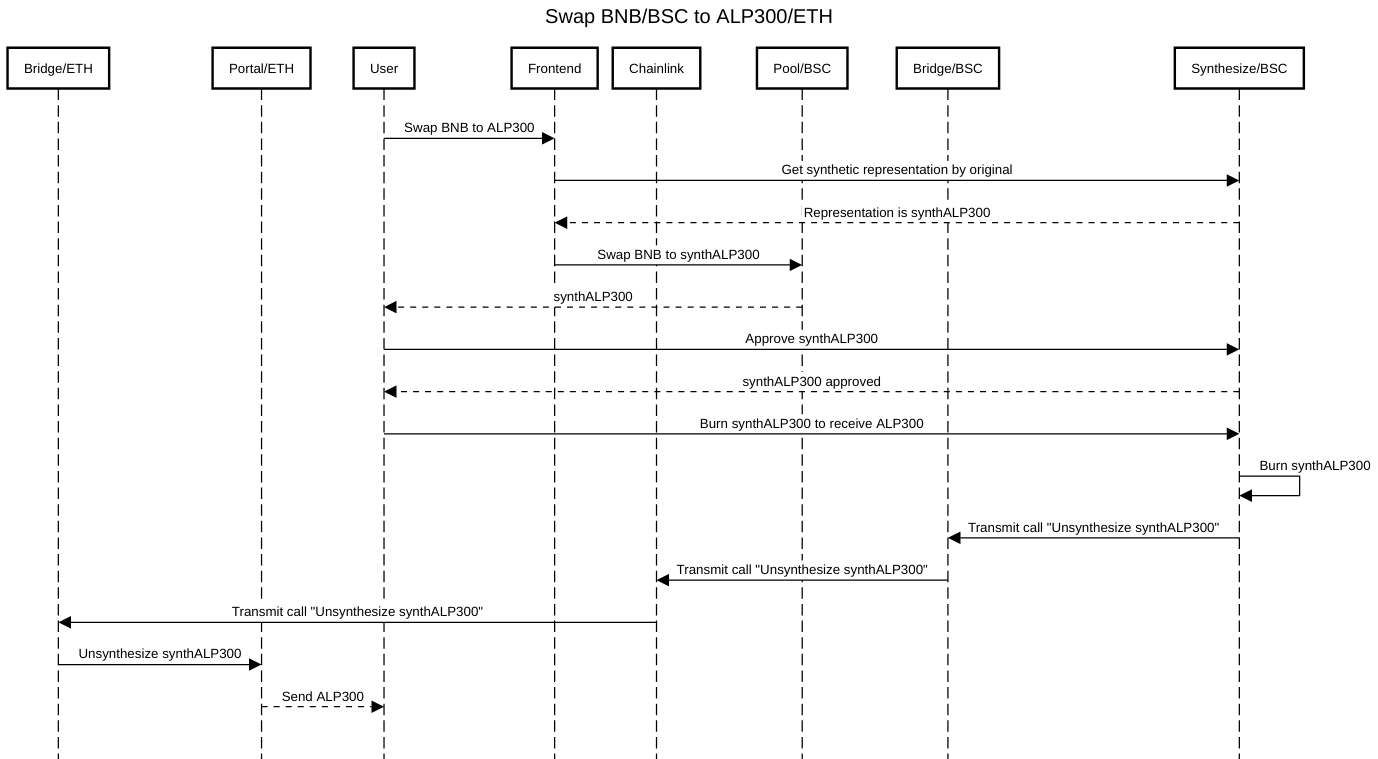 Swap BNB/BSC to ALP300/ETH
Bridge/ETH
Portal/ETH
User
Frontend
Chainlink
Pool/BSC
Bridge/BSC
Synthesize/BSC
Swap BNB to ALP300
Get synthetic representation by original
Representation is synthALP300
Swap BNB to synthALP300
synthALP300
Approve synthALP300
synthALP300 approved
Burn synthALP300 to receive ALP300
Burn synthALP300
Transmit call "Unsynthesize synthALP300"
Transmit call "Unsynthesize synthALP300"
Transmit call "Unsynthesize synthALP300"
Unsynthesize synthALP300
Send ALP300